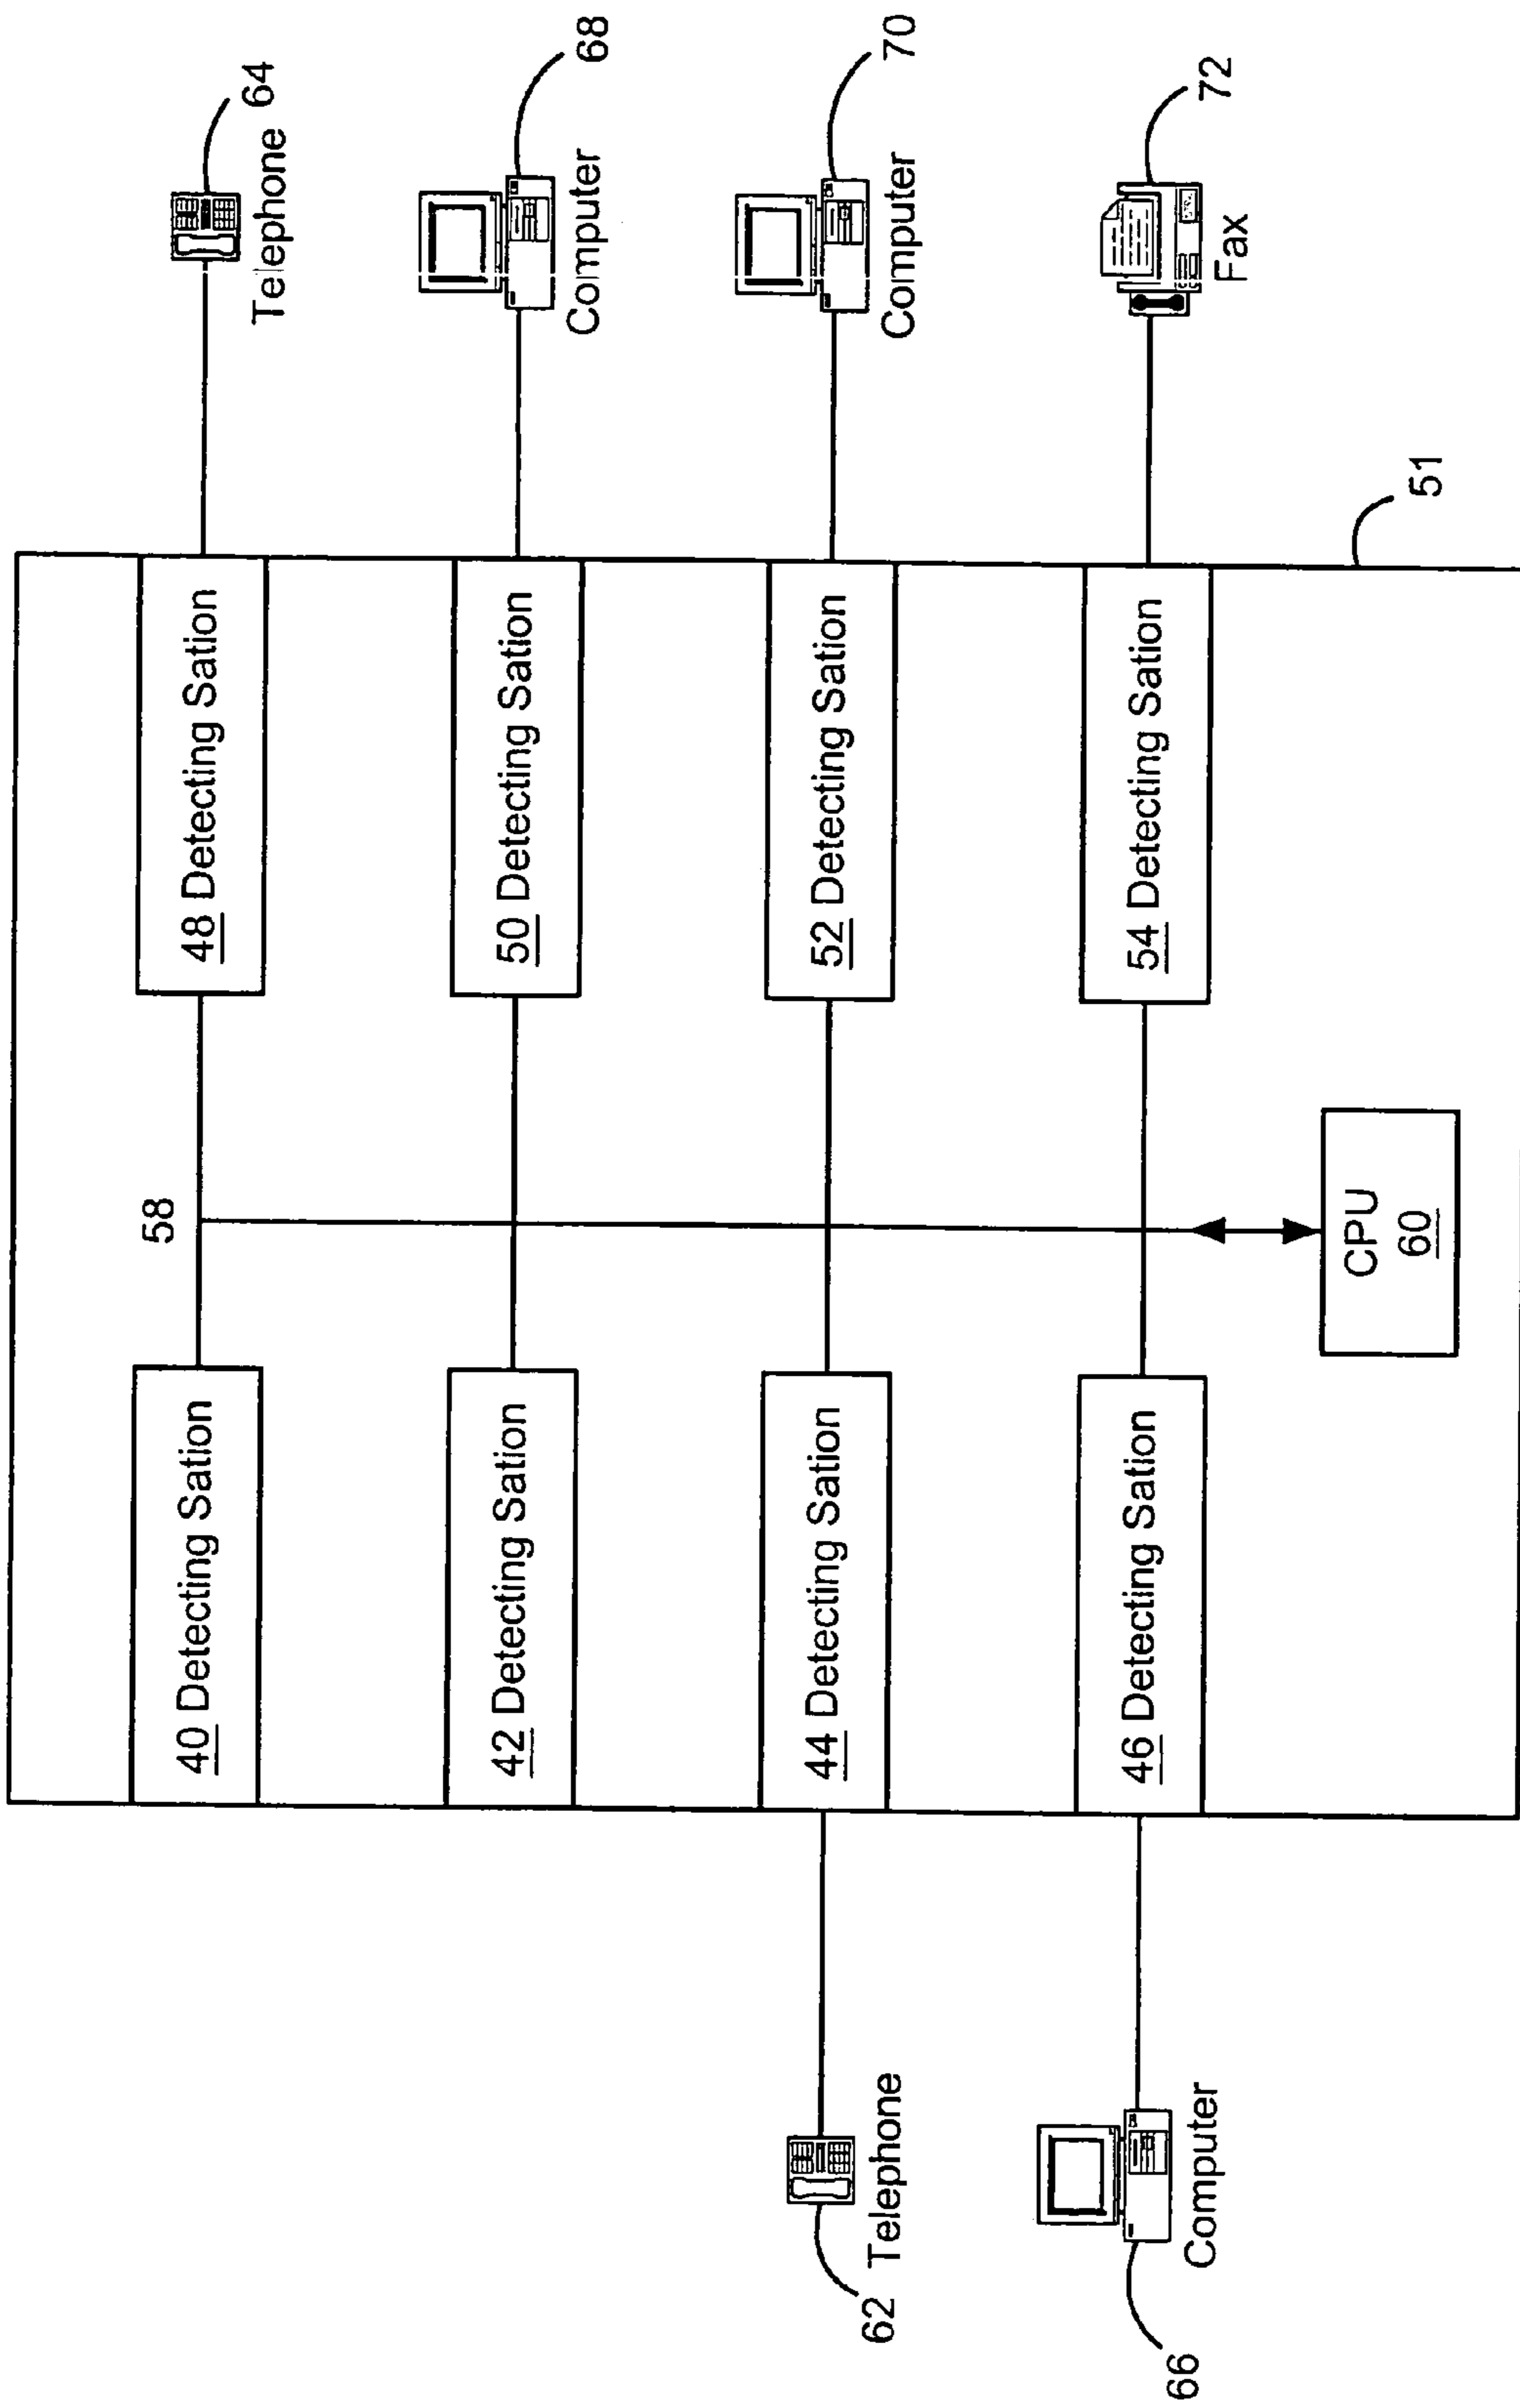 58
40 Detecting Sation
48 Detecting Sation
64
Telephone
42 Detecting Sation
50 Detecting Sation
68
Computer
62
Telephone
44 Detecting Sation
52 Detecting Sation
70
Computer
66
Computer
46 Detecting Sation
54 Detecting Sation
72
Fax
CPU
60
51